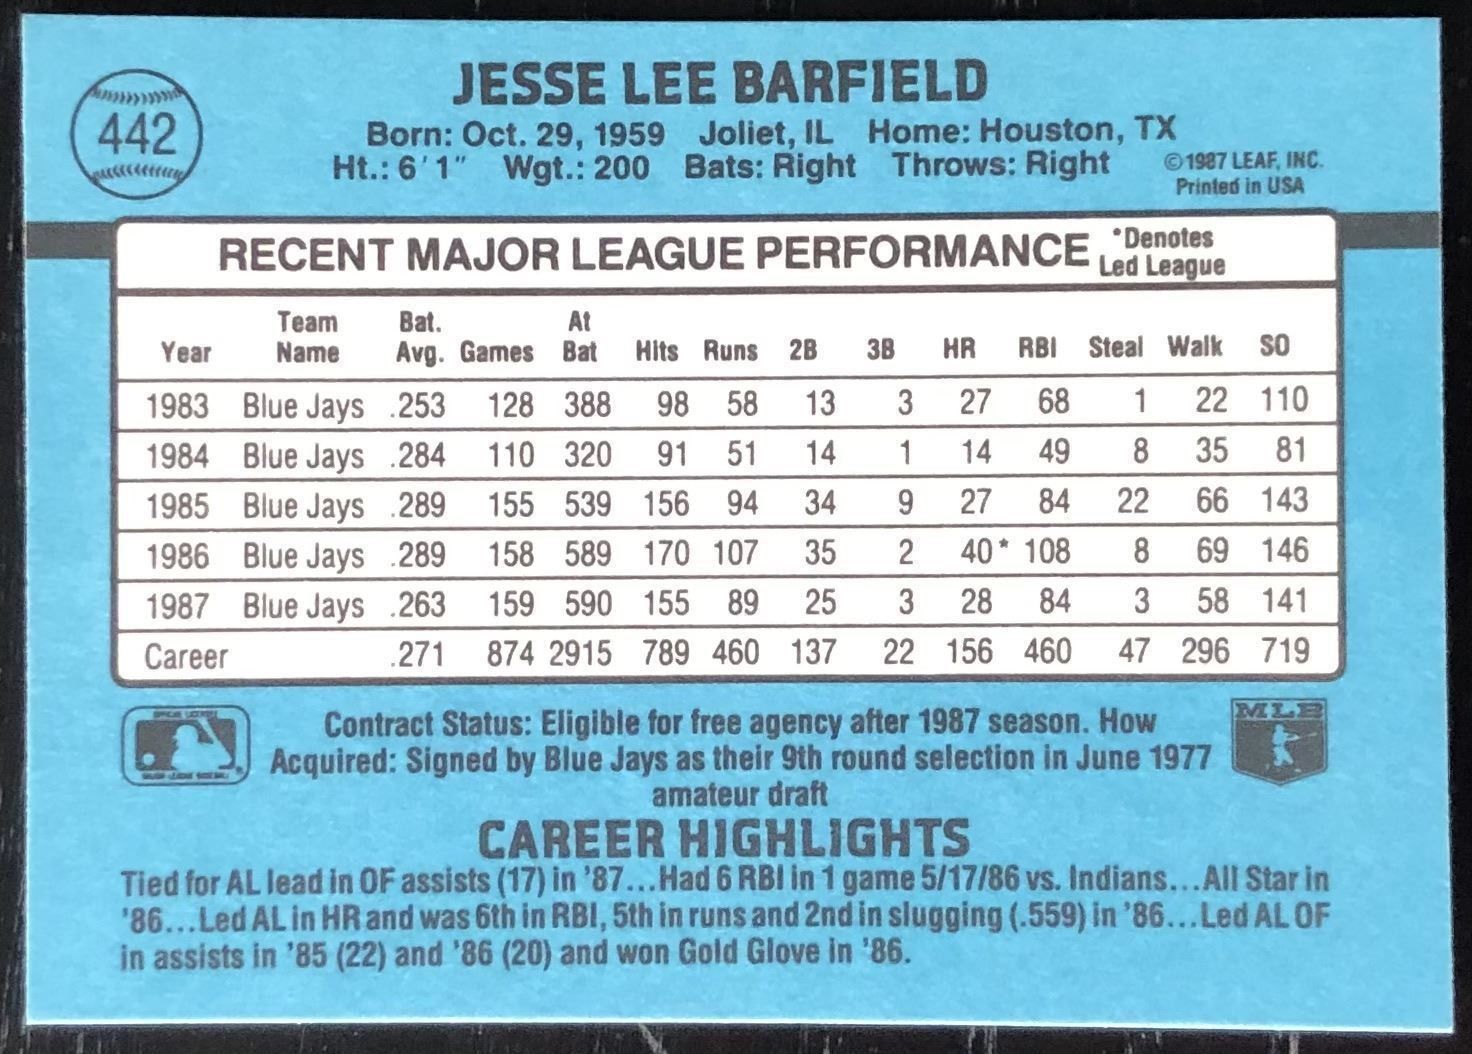 442
JESSE LEE BARFIELD
Born: Oct. 29, 1959 Joliet, IL Home: Houston, TX
Ht.: 6'1" Wgt.: 200 Bats: Right Throws: Right
©1987 LEAF, INC.
Printed in USA
RECENT MAJOR LEAGUE PERFORMANCE *Denotes Led League
Year Team Name Bat. Avg. Games At Bat Hits Runs 2B 3B HR RBI Steal Walk SO
1983 Blue Jays .253 128 388 98 58 13 3 27 68 1 22 110
1984 Blue Jays .284 110 320 91 51 14 1 14 49 8 35 81
1985 Blue Jays .289 155 539 156 94 34 9 27 84 22 66 143
1986 Blue Jays .289 158 589 170 107 35 2 40* 108 8 69 146
1987 Blue Jays .263 159 590 155 89 25 3 28 84 3 58 141
Career .271 874 2915 789 460 137 22 156 460 47 296 719
Contract Status: Eligible for free agency after 1987 season. How
Acquired: Signed by Blue Jays as their 9th round selection in June 1977
amateur draft
MLB
CAREER HIGHLIGHTS
Tied for AL lead in OF assists (17) in '87...Had 6 RBI in 1 game 5/17/86 vs. Indians...All Star in
'86...Led AL in HR and was 6th in RBI, 5th in runs and 2nd in slugging (.559) in '86...Led AL OF
in assists in '85 (22) and '86 (20) and won Gold Glove in '86.